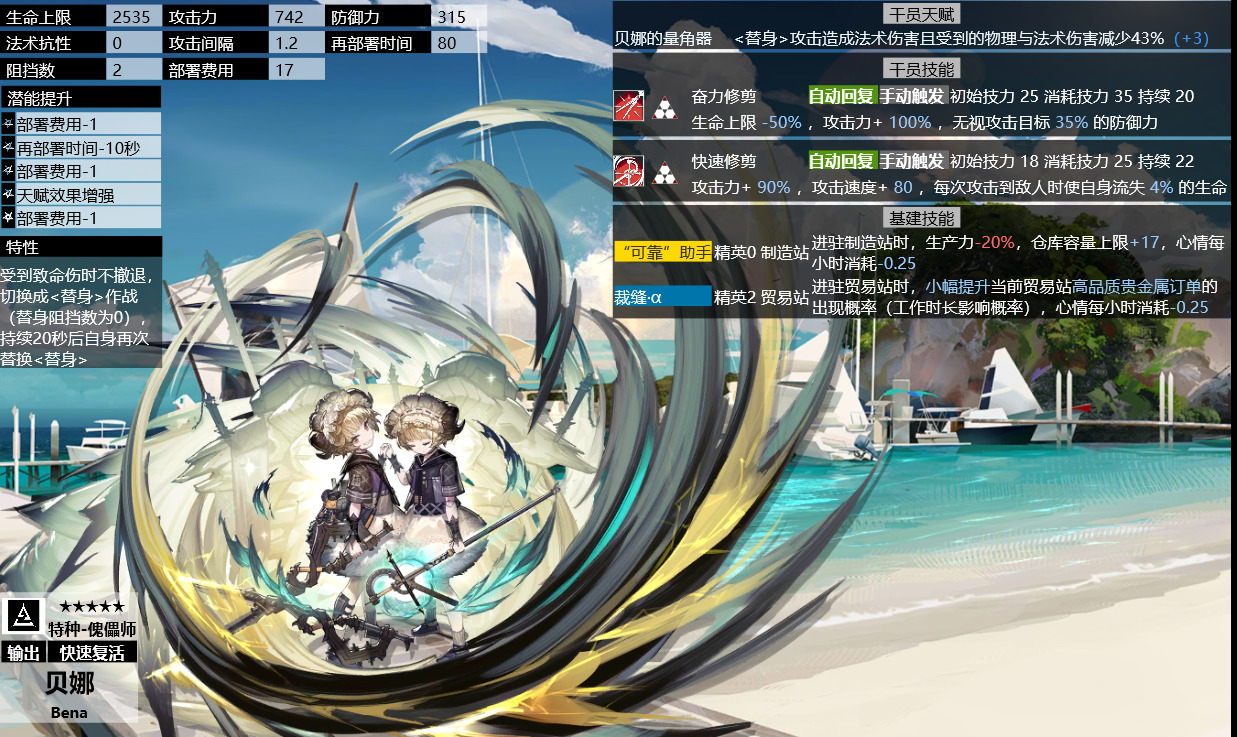 生命上限 2535 攻击力 742 防御力 315
法术抗性 0 攻击间隔 1.2 再部署时间 80
阻挡数 2 部署费用 17
潜能提升
部署费用-1
再部署时间-10秒
部署费用-1
天赋效果增强
部署费用-1
特性
受到致命伤时不撤退，
切换成<替身>作战
（替身阻挡数为0），
持续20秒后自身再次
替换<替身>
干员天赋
贝娜的量角器 <替身>攻击造成法术伤害且受到的物理与法术伤害减少43% （+3）
干员技能
奋力修剪 自动回复 手动触发 初始技力 25 消耗技力 35 持续 20
生命上限 -50% ，攻击力+ 100% ，无视攻击目标 35% 的防御力
快速修剪 自动回复 手动触发 初始技力 18 消耗技力 25 持续 22
攻击力+ 90% ，攻击速度+ 80 ，每次攻击到敌人时使自身流失 4% 的生命
基建技能
“可靠”助手 精英0 制造站 进驻制造站时，生产力-20%，仓库容量上限+17，心情每
小时消耗-0.25
裁缝·α 精英2 贸易站 进驻贸易站时，小幅提升当前贸易站高品质贵金属订单的
出现概率（工作时长影响概率），心情每小时消耗-0.25
★★★★★
特种-傀儡师
输出 快速复活
贝娜
Bena